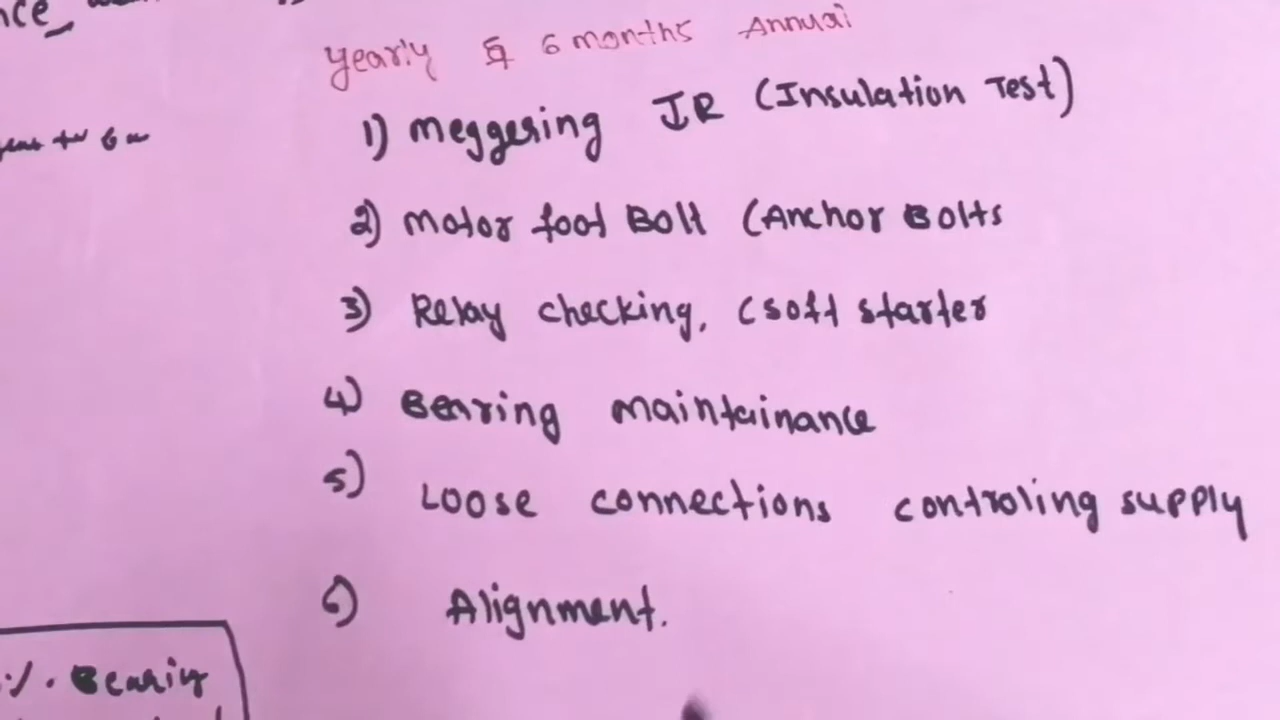 Yearly & 6 months Annual
1) Meggering IR (Insulation Test)
2) Motor foot Bolt (Anchor Bolts
3) Relay checking, (soft starter
4) Bearing maintainance
5) Loose connections controling supply
6) Alignment.
Bearing